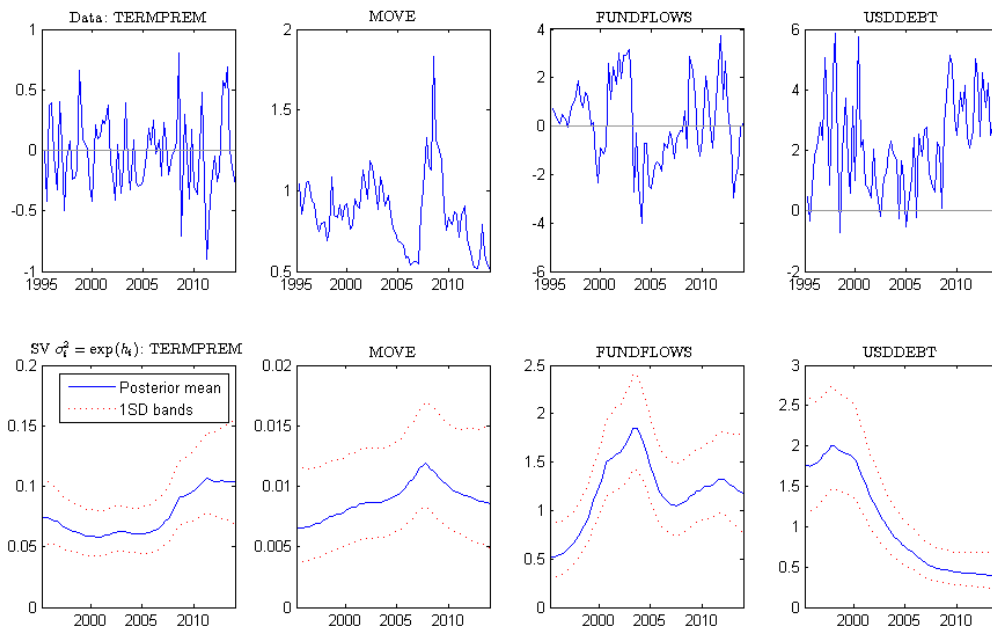 Data: TERMPREM
MOVE
FUNDFLOWS
USDDEBT
1
0.5
0
-0.5
-1
1995 2000 2005 2010
2
1.5
1
0.5
1995 2000 2005 2010
4
2
0
-2
-4
-6
1995 2000 2005 2010
6
4
2
0
-2
1995 2000 2005 2010
SV σ_t^2 = exp(h_t): TERMPREM
MOVE
FUNDFLOWS
USDDEBT
0.2
0.15
0.1
0.05
0
Posterior mean
1SD bands
2000 2005 2010
0.02
0.015
0.01
0.005
0
2000 2005 2010
2.5
2
1.5
1
0.5
0
2000 2005 2010
3
2.5
2
1.5
1
0.5
0
2000 2005 2010